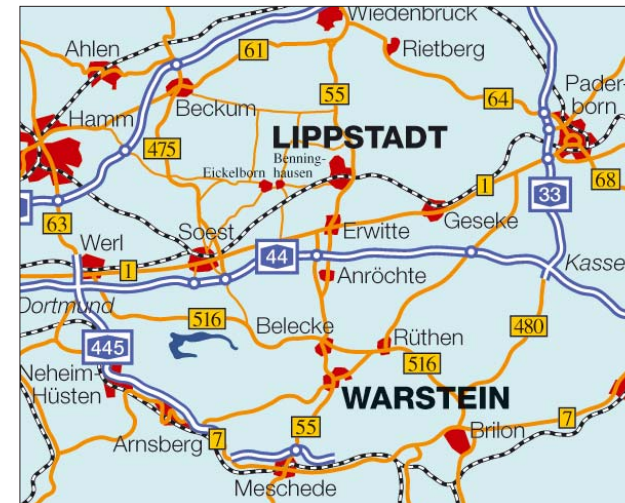 Wiedenbrück
Ahlen
61
Rietberg
Beckum
55
64
Pader-
born
Hamm
LIPPSTADT
475
Benning-
hausen
Eickelborn
1
68
33
63
Soest
Erwitte
Geseke
Werl
44
Kasse
1
Anröchte
Dortmund
516
Belecke
Rüthen
480
445
516
Neheim-
Hüsten
WARSTEIN
Arnsberg
7
55
7
Brilon
Meschede